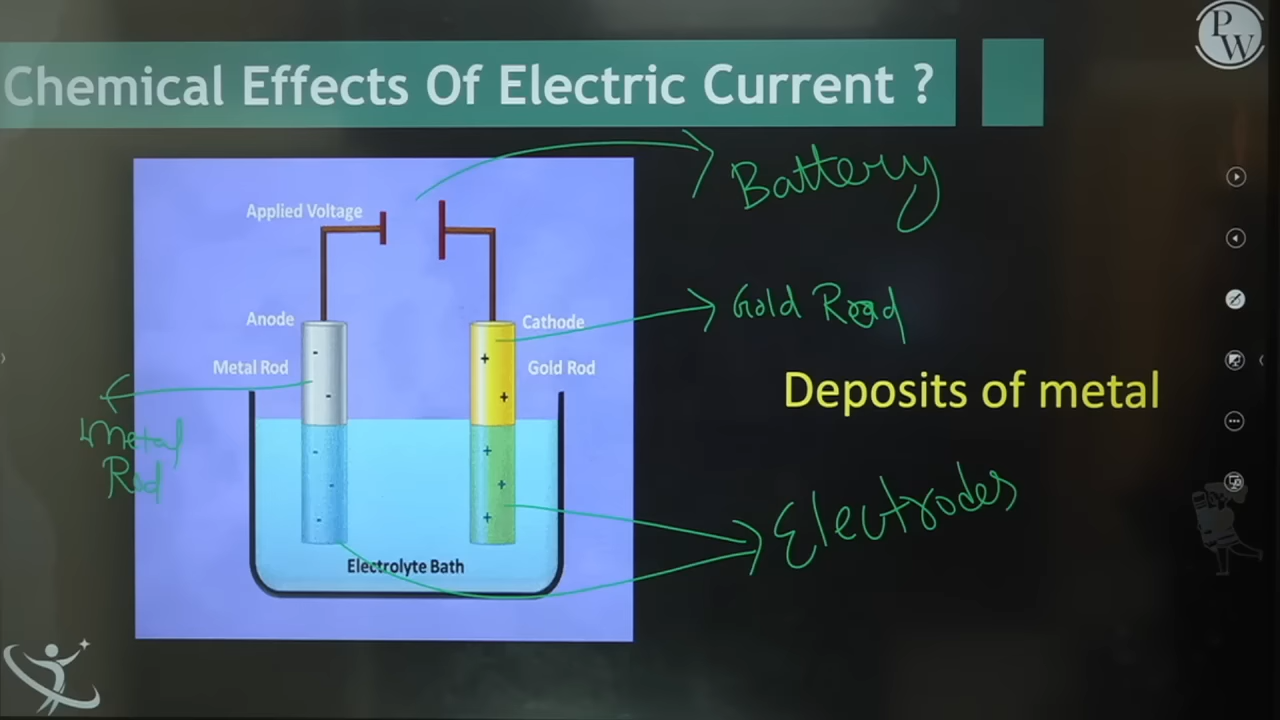 PW
Chemical Effects Of Electric Current ?
Battery
Applied Voltage
Anode
Cathode
Gold Rod
Metal Rod
Gold Rod
Deposits of metal
Metal
Rod
Electrodes
Electrolyte Bath